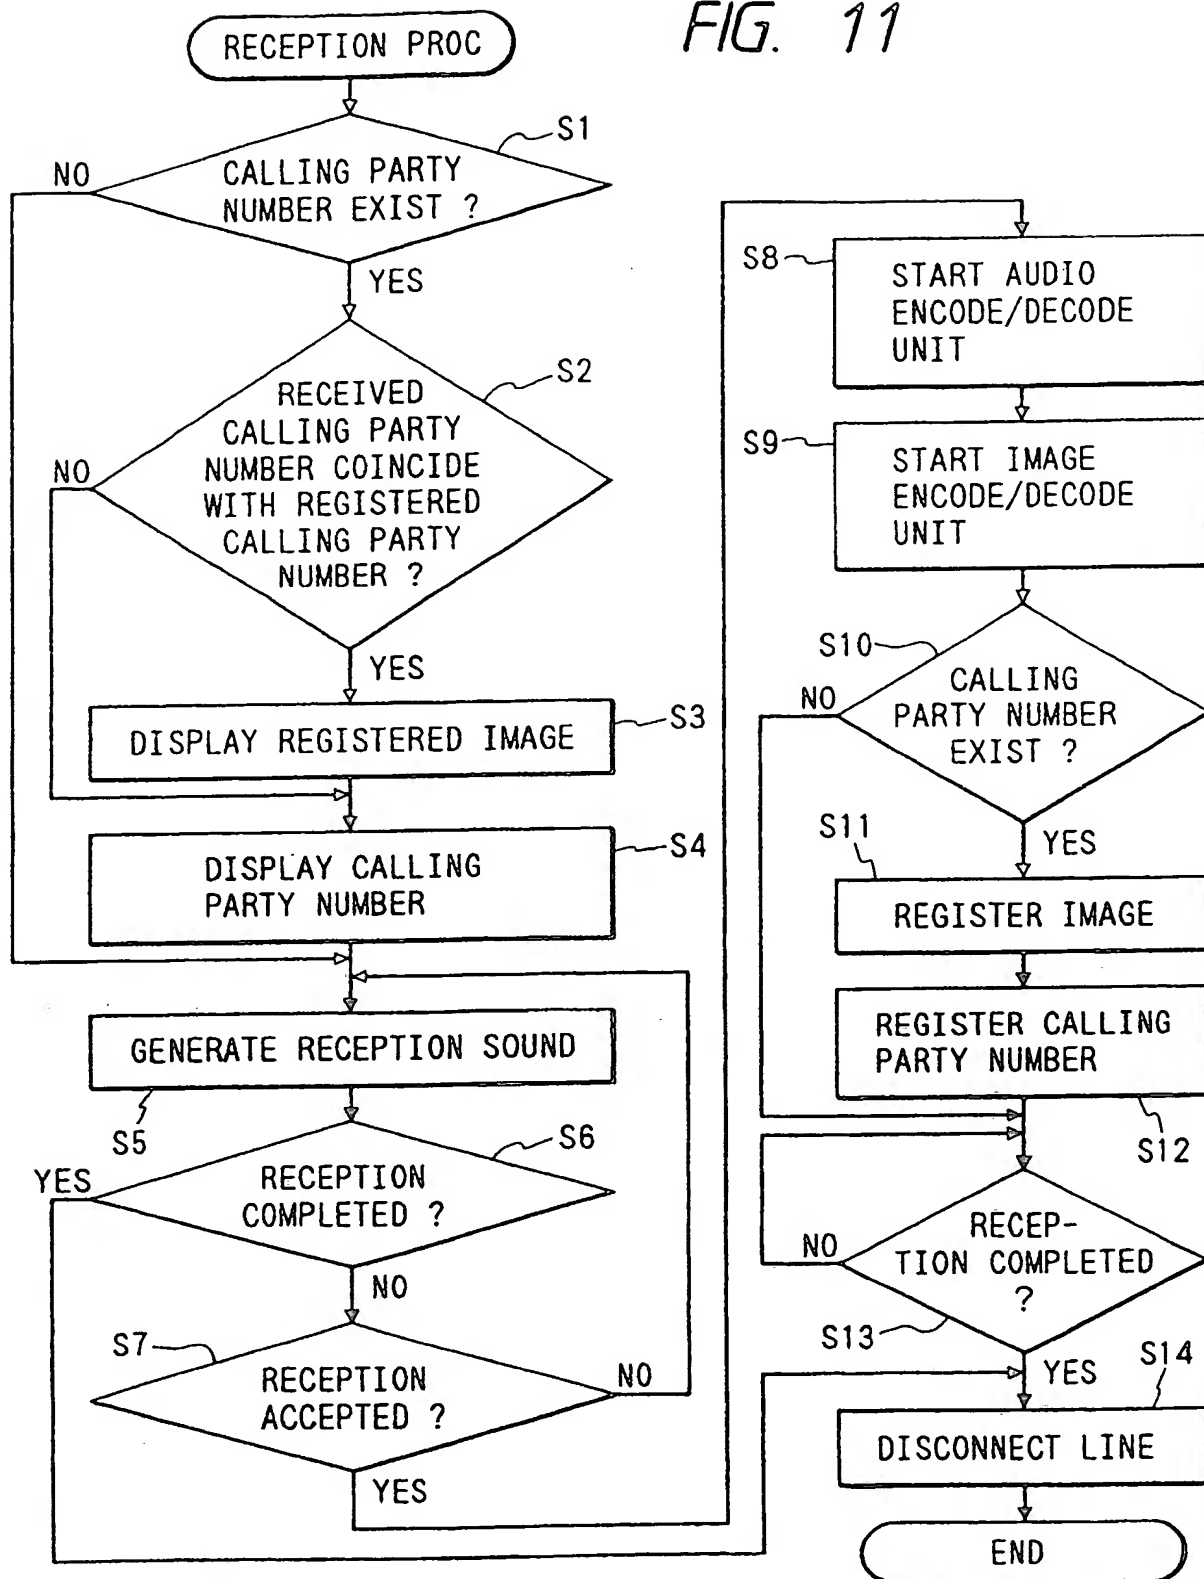 FIG. 11
RECEPTION PROC
S1
CALLING PARTY
NUMBER EXIST ?
NO
YES
S2
RECEIVED
CALLING PARTY
NUMBER COINCIDE
WITH REGISTERED
CALLING PARTY
NUMBER ?
NO
YES
DISPLAY REGISTERED IMAGE
S3
DISPLAY CALLING
PARTY NUMBER
S4
GENERATE RECEPTION SOUND
S5
S6
RECEPTION
COMPLETED ?
YES
NO
S7
RECEPTION
ACCEPTED ?
NO
YES
S8
START AUDIO
ENCODE/DECODE
UNIT
S9
START IMAGE
ENCODE/DECODE
UNIT
S10
CALLING
PARTY NUMBER
EXIST ?
NO
YES
S11
REGISTER IMAGE
REGISTER CALLING
PARTY NUMBER
S12
RECEP-
TION COMPLETED
?
NO
S13
YES
S14
DISCONNECT LINE
END